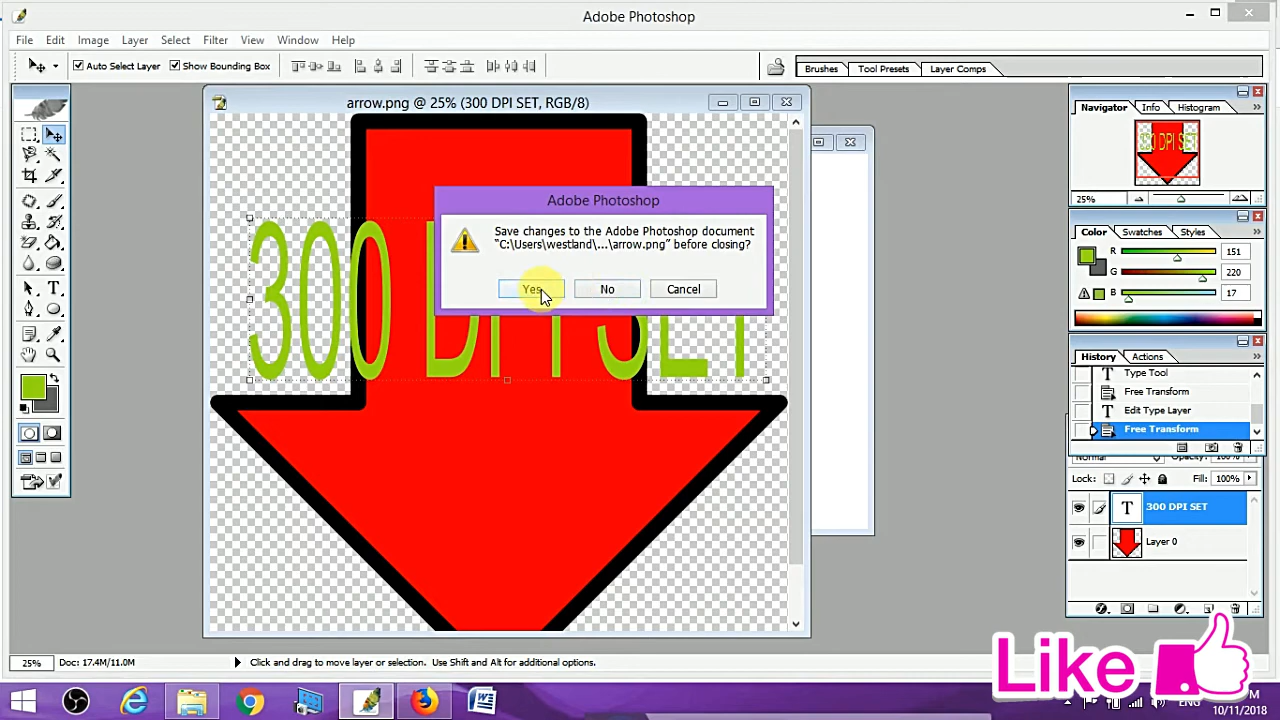 Adobe Photoshop
File Edit Image Layer Select Filter View Window Help
Auto Select Layer Show Bounding Box
Brushes Tool Presets Layer Comps
arrow.png @ 25% (300 DPI SET, RGB/8)
Navigator Info Histogram
300 DPI SET
25%
Adobe Photoshop
Save changes to the Adobe Photoshop document
"C:\Users\westland\...\arrow.png" before closing?
Yes No Cancel
300 DPI SET
Color Swatches Styles
R 151
G 220
B 17
History Actions
Type Tool
Free Transform
Edit Type Layer
Free Transform
Normal Opacity: 100%
Lock: Fill: 100%
T 300 DPI SET
Layer 0
25% Doc: 17.4M/11.0M Click and drag to move layer or selection. Use Shift and Alt for additional options.
Like
ENG
10/11/2018